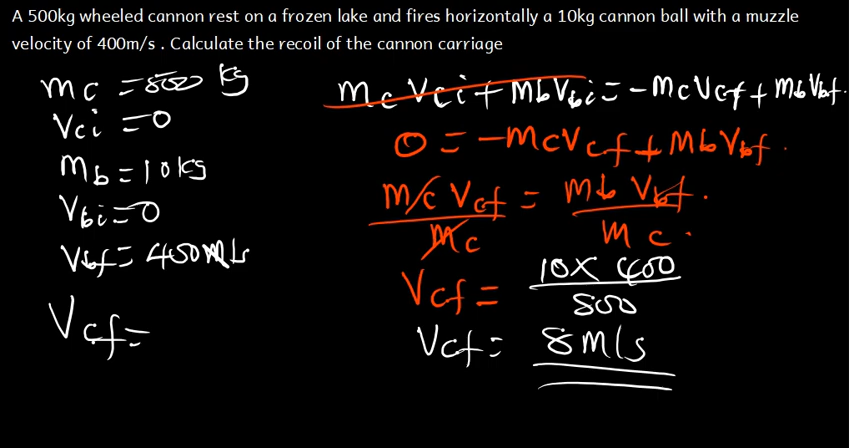 A 500kg wheeled cannon rest on a frozen lake and fires horizontally a 10kg cannon ball with a muzzle
velocity of 400m/s . Calculate the recoil of the cannon carriage
mc = 500 kg
Vci = 0
mb = 10kg
Vbi = 0
Vbf = 400m/s
Vcf =
mcVci + mbVbi = -mcVcf + mbVbf.
0 = -mcVcf + mbVbf.
mcVcf/mc = mbVbf./mc.
Vcf = 10 x 400/500
Vcf = 8m/s